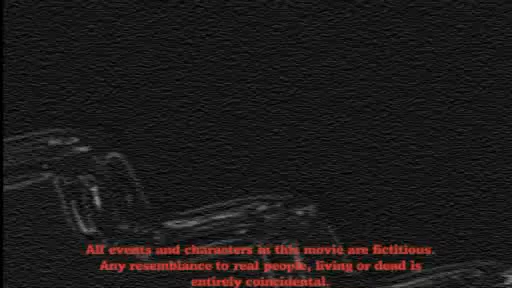 All events and characters in this movie are fictitious.
Any resemblance to real people, living or dead is
entirely coincidental.